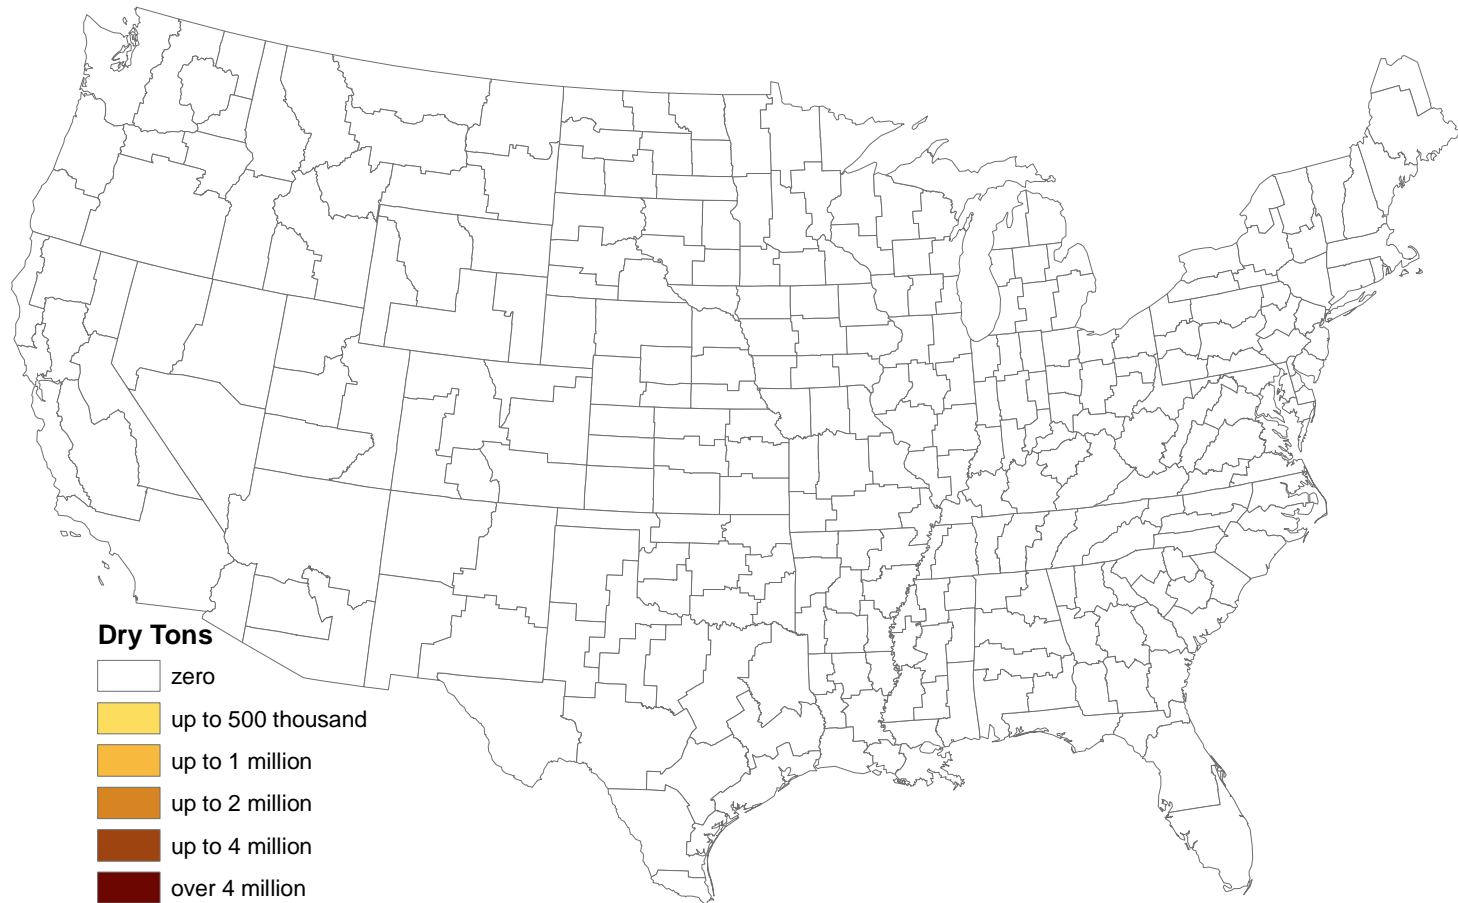 Dry Tons
zero
up to 500 thousand
up to 1 million
up to 2 million
up to 4 million
over 4 million